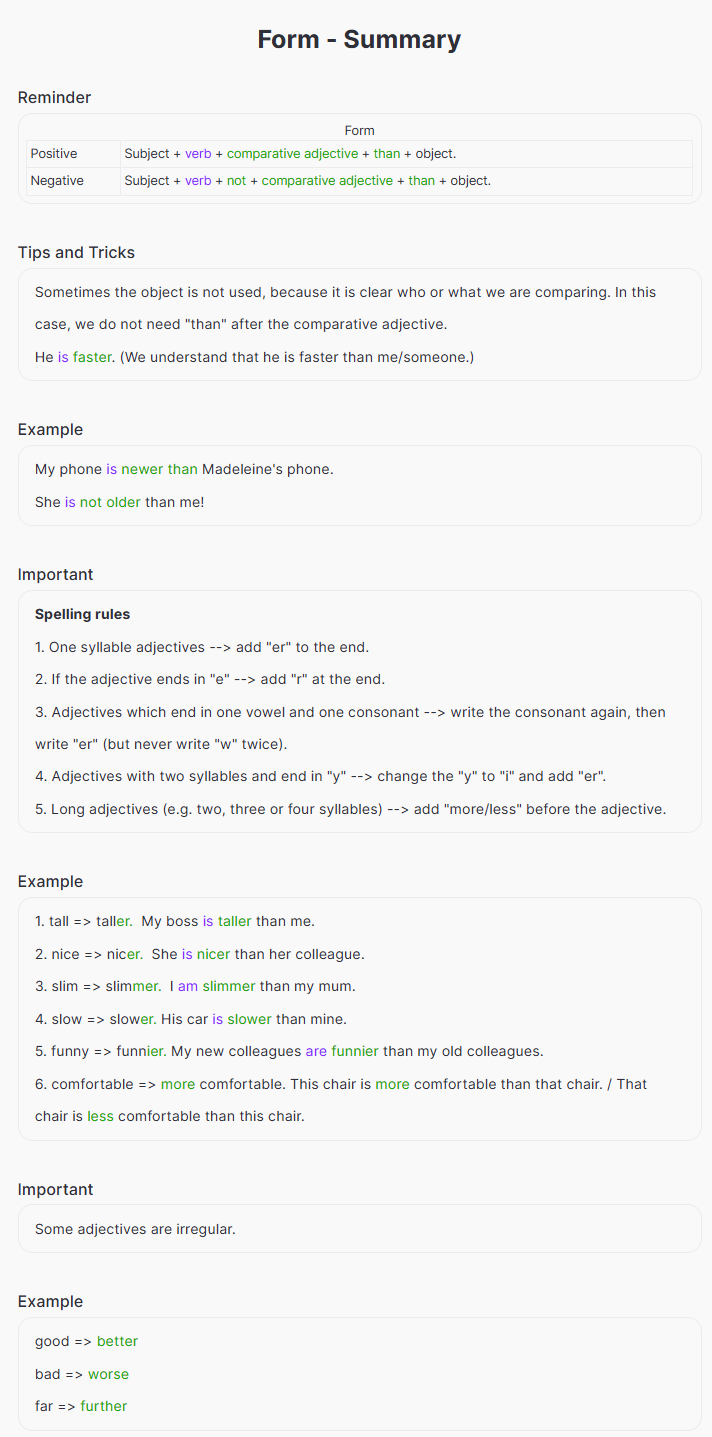 Form - Summary
Reminder
Form
Positive Subject + verb + comparative adjective + than + object.
Negative Subject + verb + not + comparative adjective + than + object.
Tips and Tricks
Sometimes the object is not used, because it is clear who or what we are comparing. In this
case, we do not need "than" after the comparative adjective.
He is faster. (We understand that he is faster than me/someone.)
Example
My phone is newer than Madeleine's phone.
She is not older than me!
Important
Spelling rules
1. One syllable adjectives --> add "er" to the end.
2. If the adjective ends in "e" --> add "r" at the end.
3. Adjectives which end in one vowel and one consonant --> write the consonant again, then
write "er" (but never write "w" twice).
4. Adjectives with two syllables and end in "y" --> change the "y" to "i" and add "er".
5. Long adjectives (e.g. two, three or four syllables) --> add "more/less" before the adjective.
Example
1. tall => taller.  My boss is taller than me.
2. nice => nicer.  She is nicer than her colleague.
3. slim => slimmer.  I am slimmer than my mum.
4. slow => slower. His car is slower than mine.
5. funny => funnier. My new colleagues are funnier than my old colleagues.
6. comfortable => more comfortable. This chair is more comfortable than that chair. / That
chair is less comfortable than this chair.
Important
Some adjectives are irregular.
Example
good => better
bad => worse
far => further